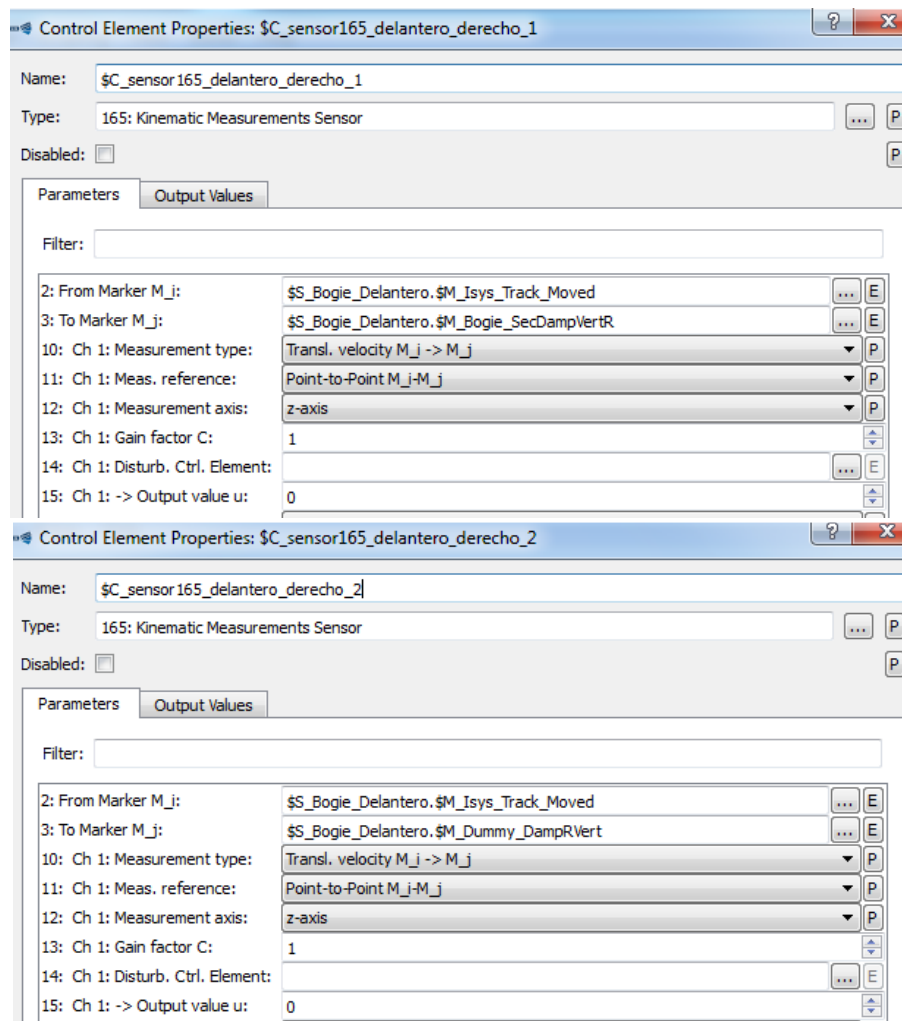 Control Element Properties: $C_sensor165_delantero_derecho_1
Name: $C_sensor165_delantero_derecho_1
Type: 165: Kinematic Measurements Sensor ... P
Disabled: P
Parameters Output Values
Filter:
2: From Marker M_i: $S_Bogie_Delantero.$M_Isys_Track_Moved ... E
3: To Marker M_j: $S_Bogie_Delantero.$M_Bogie_SecDampVertR ... E
10: Ch 1: Measurement type: Transl. velocity M_i -> M_j P
11: Ch 1: Meas. reference: Point-to-Point M_i-M_j P
12: Ch 1: Measurement axis: z-axis P
13: Ch 1: Gain factor C: 1
14: Ch 1: Disturb. Ctrl. Element: ... E
15: Ch 1: -> Output value u: 0
Control Element Properties: $C_sensor165_delantero_derecho_2
Name: $C_sensor165_delantero_derecho_2
Type: 165: Kinematic Measurements Sensor ... P
Disabled: P
Parameters Output Values
Filter:
2: From Marker M_i: $S_Bogie_Delantero.$M_Isys_Track_Moved ... E
3: To Marker M_j: $S_Bogie_Delantero.$M_Dummy_DampRVert ... E
10: Ch 1: Measurement type: Transl. velocity M_i -> M_j P
11: Ch 1: Meas. reference: Point-to-Point M_i-M_j P
12: Ch 1: Measurement axis: z-axis P
13: Ch 1: Gain factor C: 1
14: Ch 1: Disturb. Ctrl. Element: ... E
15: Ch 1: -> Output value u: 0